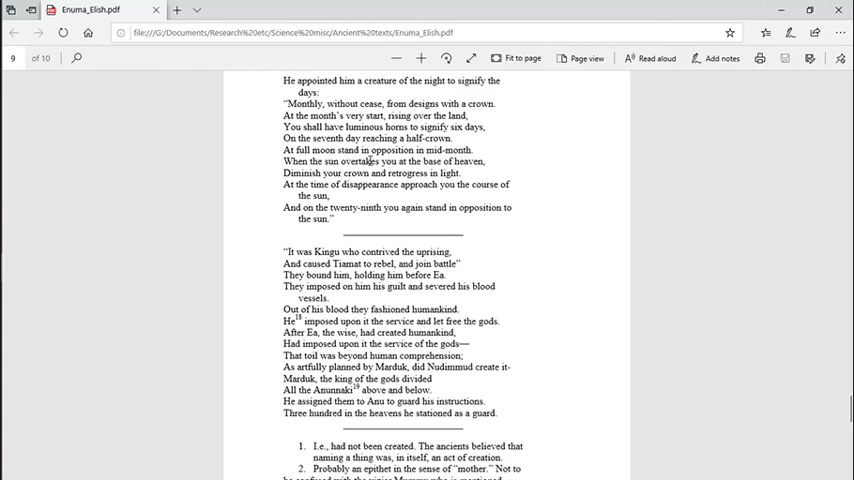 Enuma_Elish.pdf
file:///G:/Documents/Research%20etc/Science%20misc/Ancient%20texts/Enuma_Elish.pdf
9 of 10
Fit to page
Page view
Read aloud
Add notes
He appointed him a creature of the night to signify the
days:
“Monthly, without cease, from designs with a crown.
At the month’s very start, rising over the land,
You shall have luminous horns to signify six days,
On the seventh day reaching a half-crown.
At full moon stand in opposition in mid-month.
When the sun overtakes you at the base of heaven,
Diminish your crown and retrogress in light.
At the time of disappearance approach you the course of
the sun,
And on the twenty-ninth you again stand in opposition to
the sun.”
“It was Kingu who contrived the uprising,
And caused Tiamat to rebel, and join battle”
They bound him, holding him before Ea.
They imposed on him his guilt and severed his blood
vessels.
Out of his blood they fashioned humankind.
He18 imposed upon it the service and let free the gods.
After Ea, the wise, had created humankind,
Had imposed upon it the service of the gods—
That toil was beyond human comprehension;
As artfully planned by Marduk, did Nudimmud create it-
Marduk, the king of the gods divided
All the Anunnaki19 above and below.
He assigned them to Anu to guard his instructions.
Three hundred in the heavens he stationed as a guard.
1. I.e., had not been created. The ancients believed that
naming a thing was, in itself, an act of creation.
2. Probably an epithet in the sense of “mother.” Not to
be confused with the vizier Mummu who is mentioned